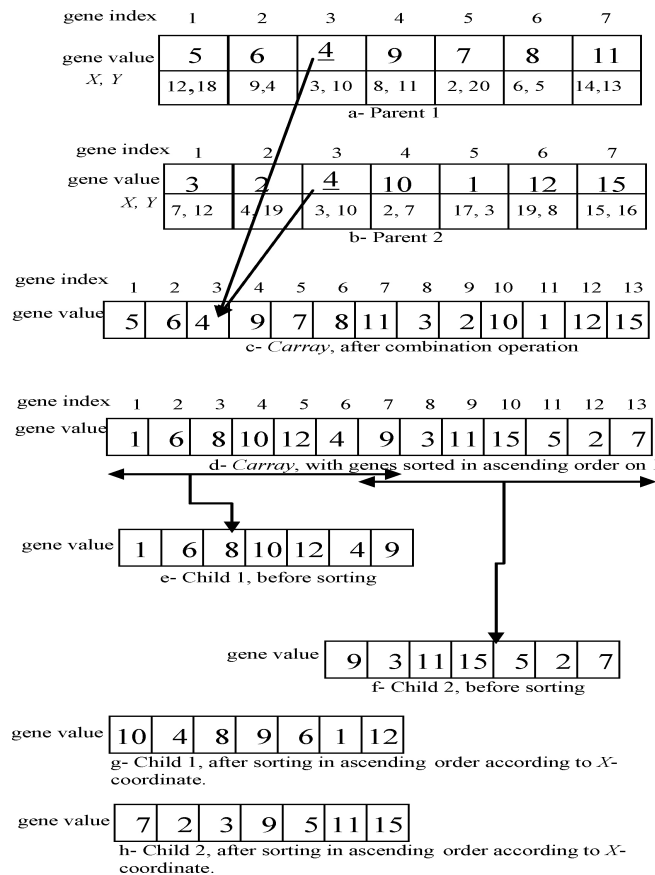 gene index 1 2 3 4 5 6 7
gene value 5 6 4 9 7 8 11
X, Y 12,18 9,4 3, 10 8, 11 2, 20 6, 5 14,13
a- Parent 1
gene index 1 2 3 4 5 6 7
gene value 3 2 4 10 1 12 15
X, Y 7, 12 4, 19 3, 10 2, 7 17, 3 19, 8 15, 16
b- Parent 2
gene index 1 2 3 4 5 6 7 8 9 10 11 12 13
gene value 5 6 4 9 7 8 11 3 2 10 1 12 15
c- Carray, after combination operation
gene index 1 2 3 4 5 6 7 8 9 10 11 12 13
gene value 1 6 8 10 12 4 9 3 11 15 5 2 7
d- Carray, with genes sorted in ascending order on
gene value 1 6 8 10 12 4 9
e- Child 1, before sorting
gene value 9 3 11 15 5 2 7
f- Child 2, before sorting
gene value 10 4 8 9 6 1 12
g- Child 1, after sorting in ascending order according to X-
coordinate.
gene value 7 2 3 9 5 11 15
h- Child 2, after sorting in ascending order according to X-
coordinate.